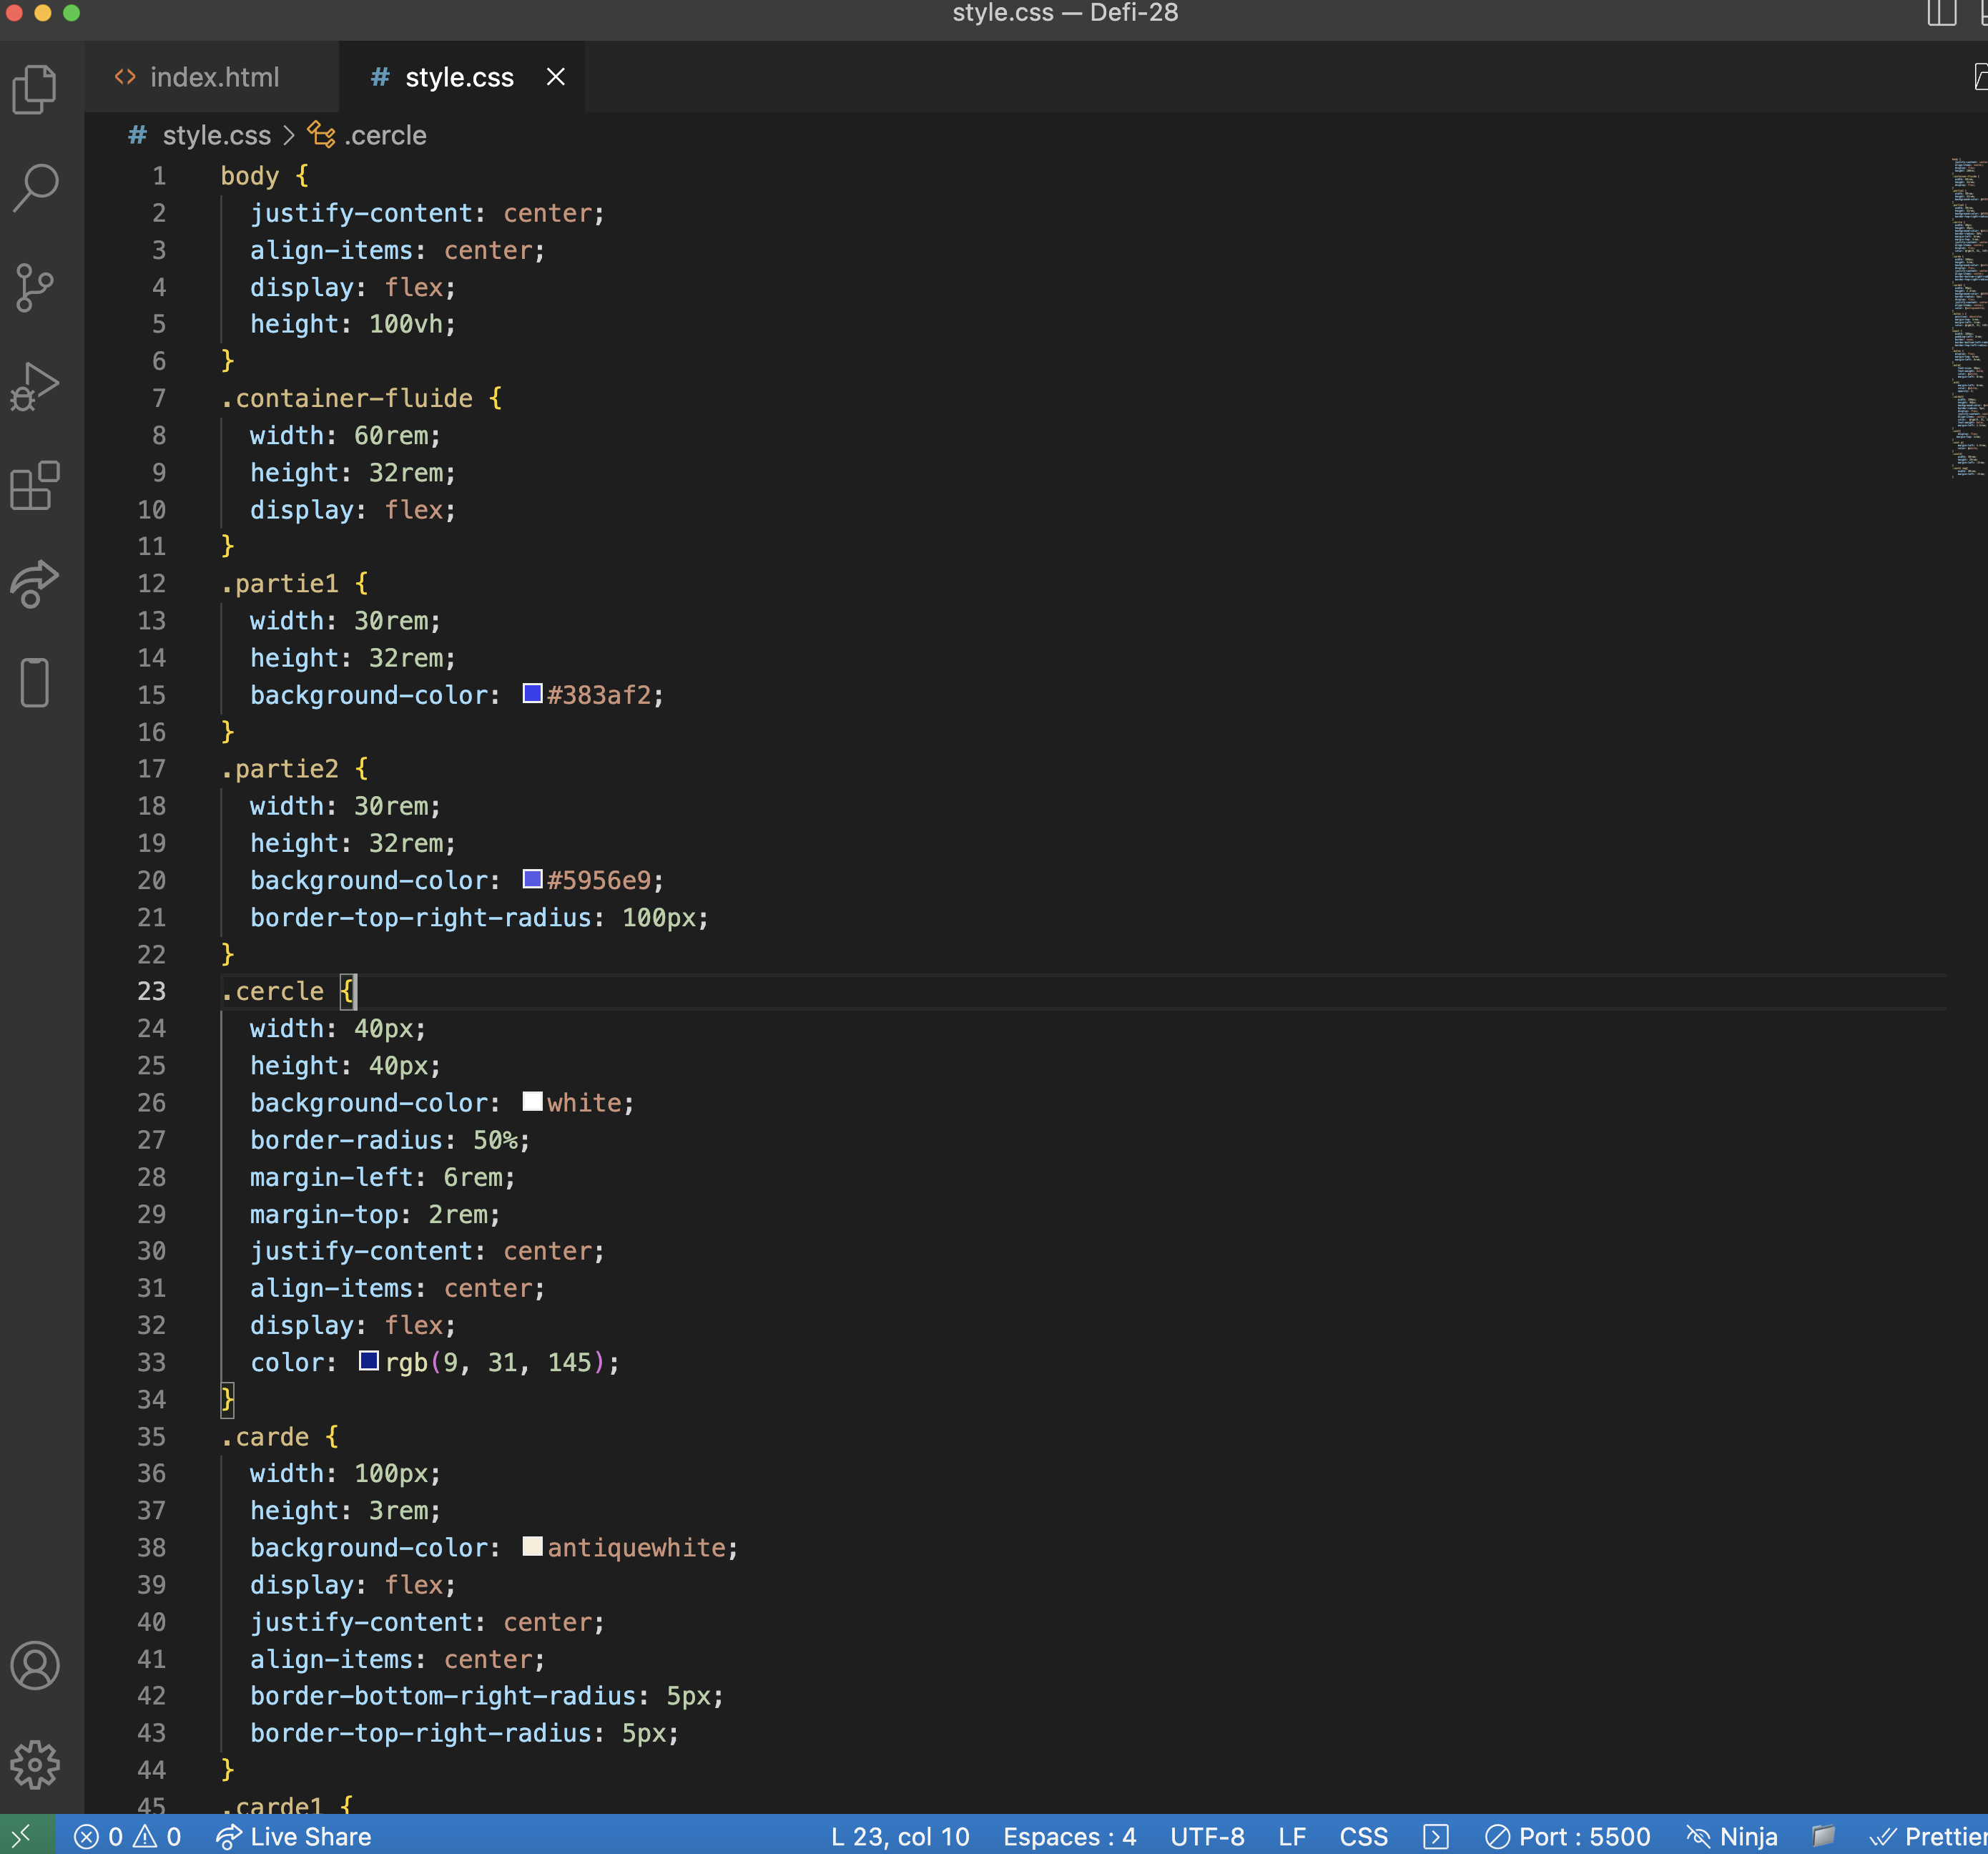 style.css — Defi-28
index.html
style.css
style.css > .cercle
1 body {
2 justify-content: center;
3 align-items: center;
4 display: flex;
5 height: 100vh;
6 }
7 .container-fluide {
8 width: 60rem;
9 height: 32rem;
10 display: flex;
11 }
12 .partie1 {
13 width: 30rem;
14 height: 32rem;
15 background-color: #383af2;
16 }
17 .partie2 {
18 width: 30rem;
19 height: 32rem;
20 background-color: #5956e9;
21 border-top-right-radius: 100px;
22 }
23 .cercle {
24 width: 40px;
25 height: 40px;
26 background-color: white;
27 border-radius: 50%;
28 margin-left: 6rem;
29 margin-top: 2rem;
30 justify-content: center;
31 align-items: center;
32 display: flex;
33 color: rgb(9, 31, 145);
34 }
35 .carde {
36 width: 100px;
37 height: 3rem;
38 background-color: antiquewhite;
39 display: flex;
40 justify-content: center;
41 align-items: center;
42 border-bottom-right-radius: 5px;
43 border-top-right-radius: 5px;
44 }
45 .carde1 {
0 0 Live Share L 23, col 10 Espaces : 4 UTF-8 LF CSS Port : 5500 Ninja Prettier